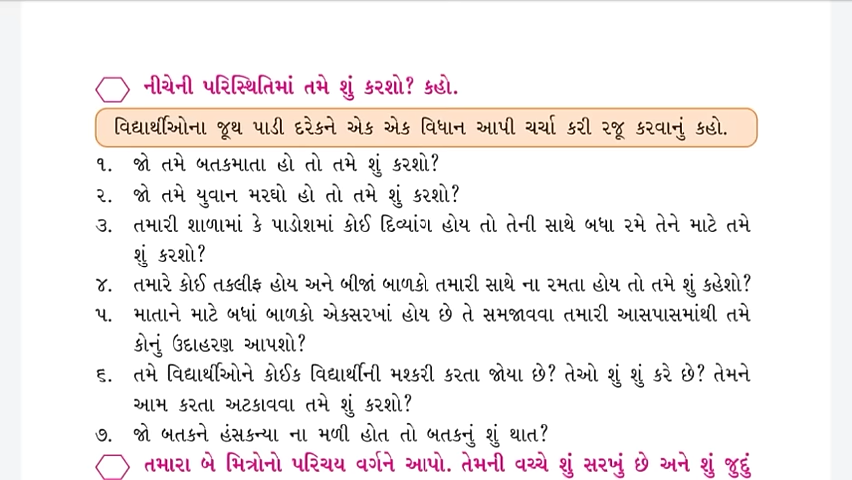 નીચેની પરિસ્થિતિમાં તમે શું કરશો? કહો.
વિદ્યાર્થીઓના જૂથ પાડી દરેકને એક એક વિધાન આપી ચર્ચા કરી રજૂ કરવાનું કહો.
૧. જો તમે બતકમાતા હો તો તમે શું કરશો?
૨. જો તમે યુવાન મરઘો હો તો તમે શું કરશો?
૩. તમારી શાળામાં કે પાડોશમાં કોઈ દિવ્યાંગ હોય તો તેની સાથે બધા રમે તેને માટે તમે
શું કરશો?
૪. તમારે કોઈ તકલીફ હોય અને બીજાં બાળકો તમારી સાથે ના રમતા હોય તો તમે શું કહેશો?
૫. માતાને માટે બધાં બાળકો એકસરખાં હોય છે તે સમજાવવા તમારી આસપાસમાંથી તમે
કોનું ઉદાહરણ આપશો?
૬. તમે વિદ્યાર્થીઓને કોઈક વિદ્યાર્થીની મશ્કરી કરતા જોયા છે? તેઓ શું શું કરે છે? તેમને
આમ કરતા અટકાવવા તમે શું કરશો?
૭. જો બતકને હંસકન્યા ના મળી હોત તો બતકનું શું થાત?
તમારા બે મિત્રોનો પરિચય વર્ગને આપો. તેમની વચ્ચે શું સરખું છે અને શું જુદું